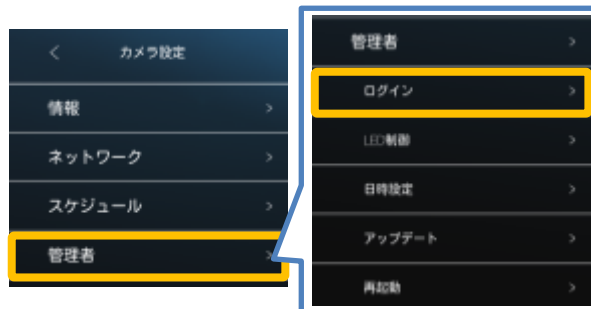 < カメラ設定
情報 >
ネットワーク >
スケジュール >
管理者 >
管理者 >
ログイン >
LED制御 >
日時設定 >
アップデート >
再起動 >